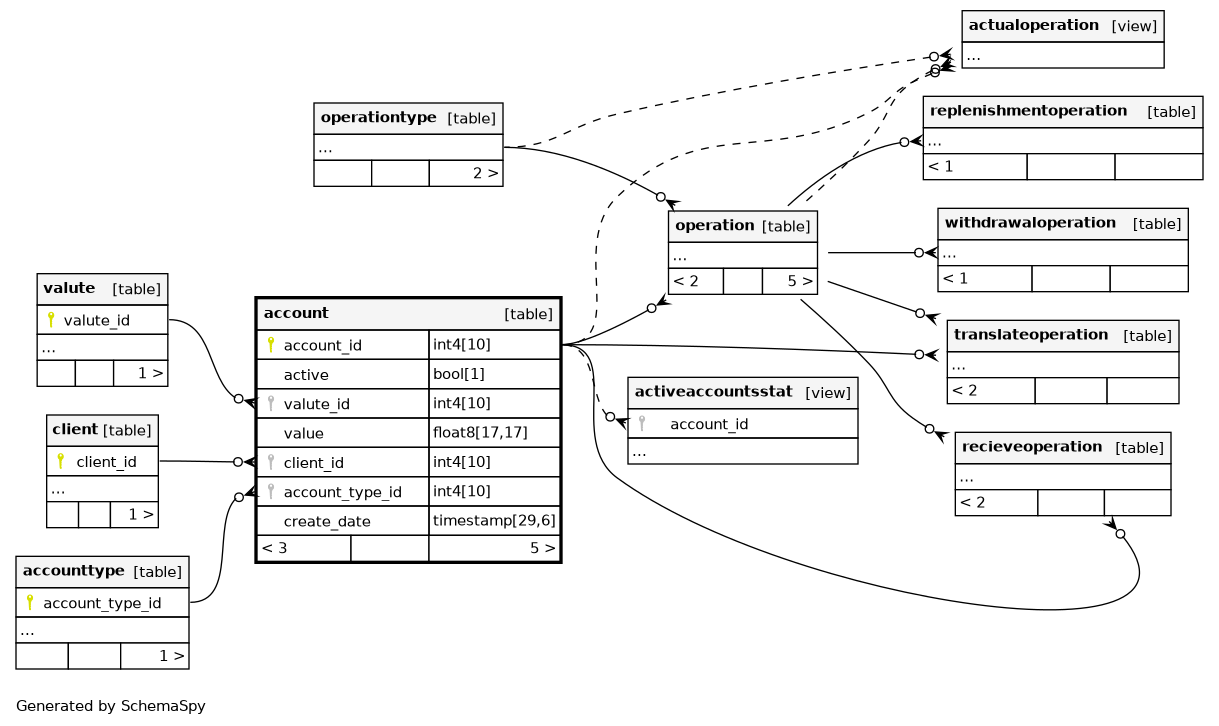 actualoperation [view]
...
replenishmentoperation [table]
...
< 1
operationtype [table]
...
2 >
operation [table]
...
< 2 5 >
withdrawaloperation [table]
...
< 1
valute [table]
valute_id
...
1 >
account [table]
account_id int4[10]
active bool[1]
valute_id int4[10]
value float8[17,17]
client_id int4[10]
account_type_id int4[10]
create_date timestamp[29,6]
< 3 5 >
translateoperation [table]
...
< 2
activeaccountsstat [view]
account_id
...
client [table]
client_id
...
1 >
recieveoperation [table]
...
< 2
accounttype [table]
account_type_id
...
1 >
Generated by SchemaSpy